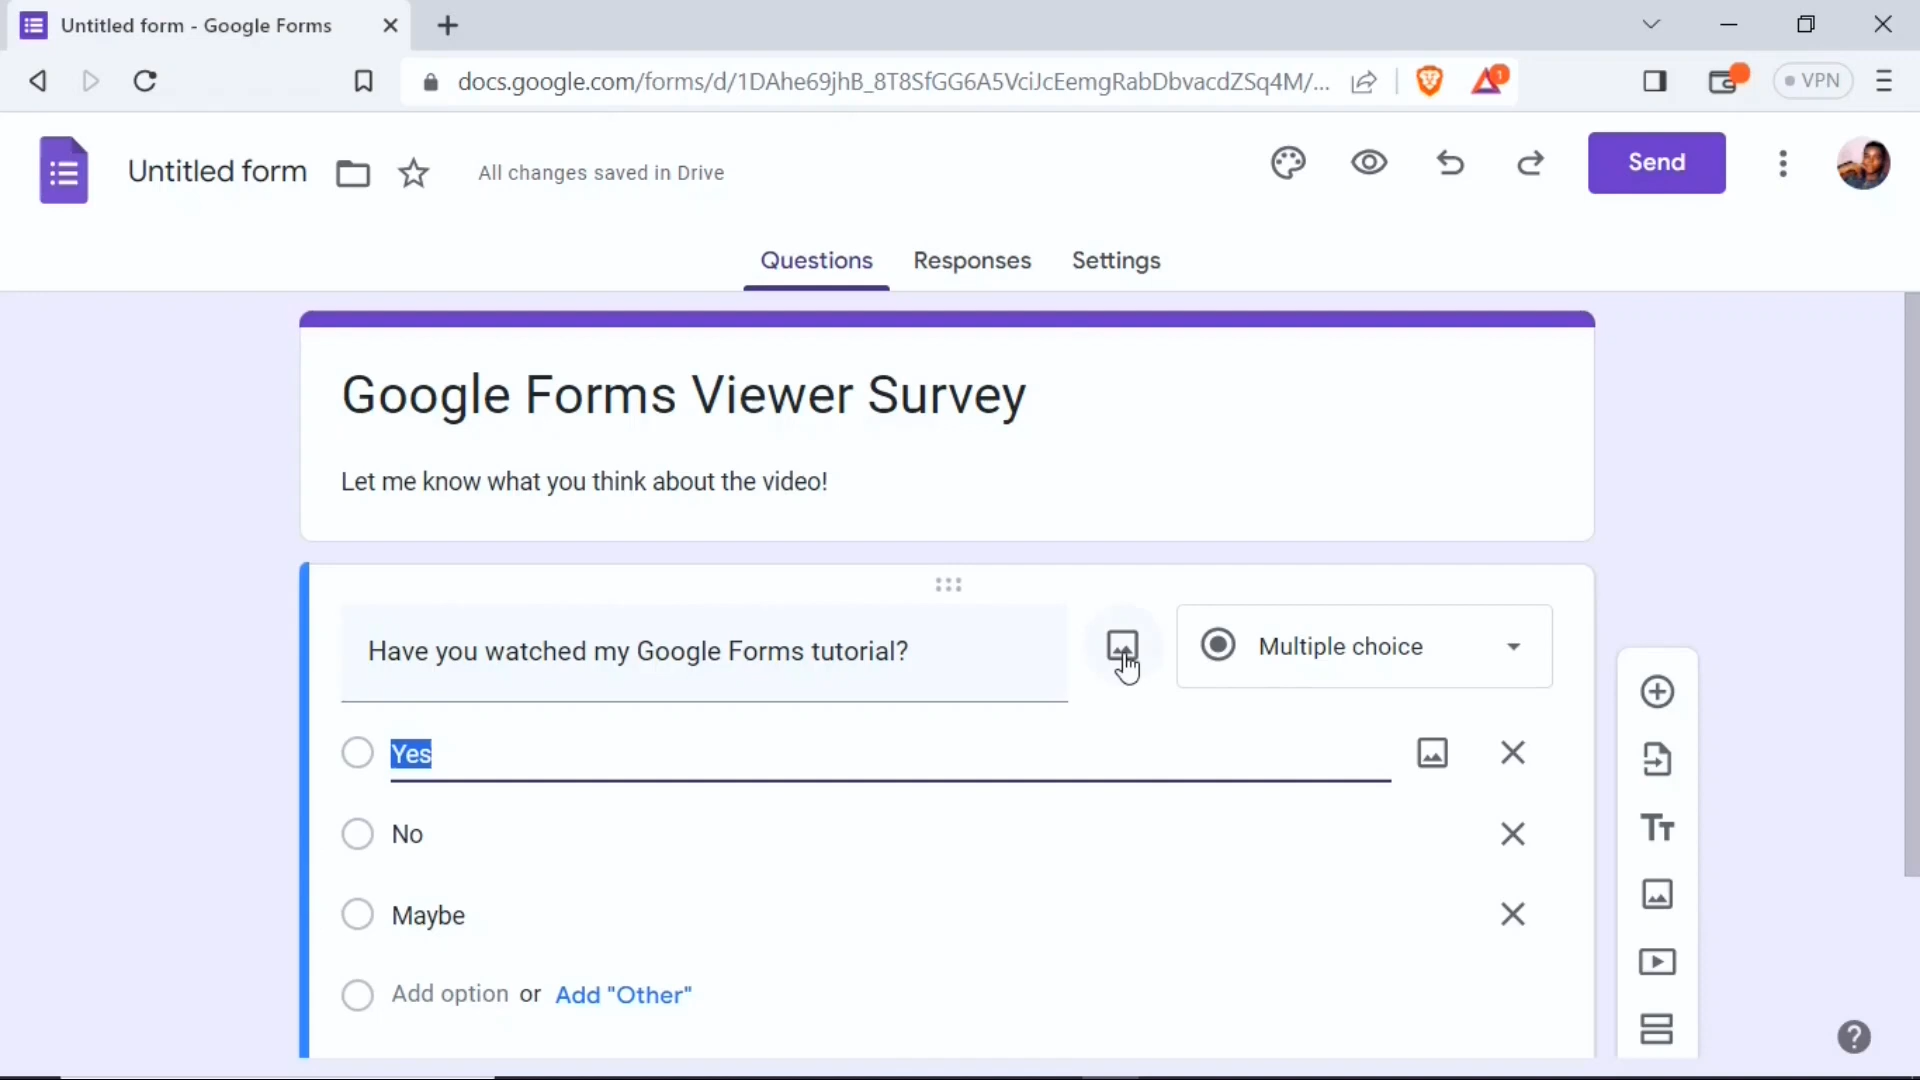 Untitled form - Google Forms
docs.google.com/forms/d/1DAhe69jhB_8T8SfGG6A5VciJcEemgRabDbvacdZSq4M/...
1
VPN
Untitled form
All changes saved in Drive
Send
Questions
Responses
Settings
Google Forms Viewer Survey
Let me know what you think about the video!
Have you watched my Google Forms tutorial?
Multiple choice
Yes
No
Maybe
Add option or Add "Other"
Tт